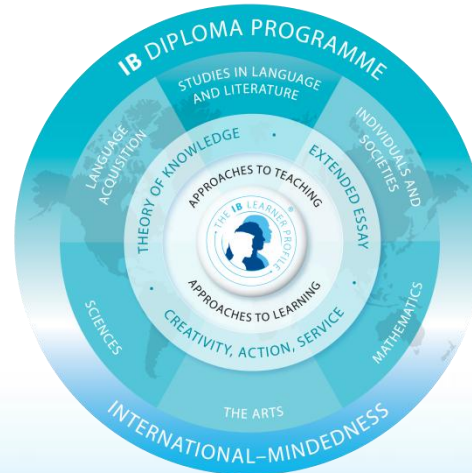 IB DIPLOMA PROGRAMME
STUDIES IN LANGUAGE
AND LITERATURE
LANGUAGE
ACQUISITION
INDIVIDUALS AND
SOCIETIES
THEORY OF KNOWLEDGE
EXTENDED ESSAY
APPROACHES TO TEACHING
THE IB LEARNER PROFILE
®
APPROACHES TO LEARNING
CREATIVITY, ACTION, SERVICE
SCIENCES
MATHEMATICS
THE ARTS
INTERNATIONAL–MINDEDNESS